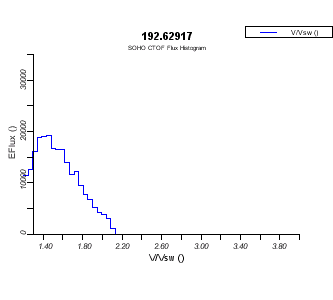 192.62917
SOHO CTOF Flux Histogram
V/Vsw ()
EFlux ()
30000
20000
10000
0
1.40 1.80 2.20 2.60 3.00 3.40 3.80
V/Vsw ()